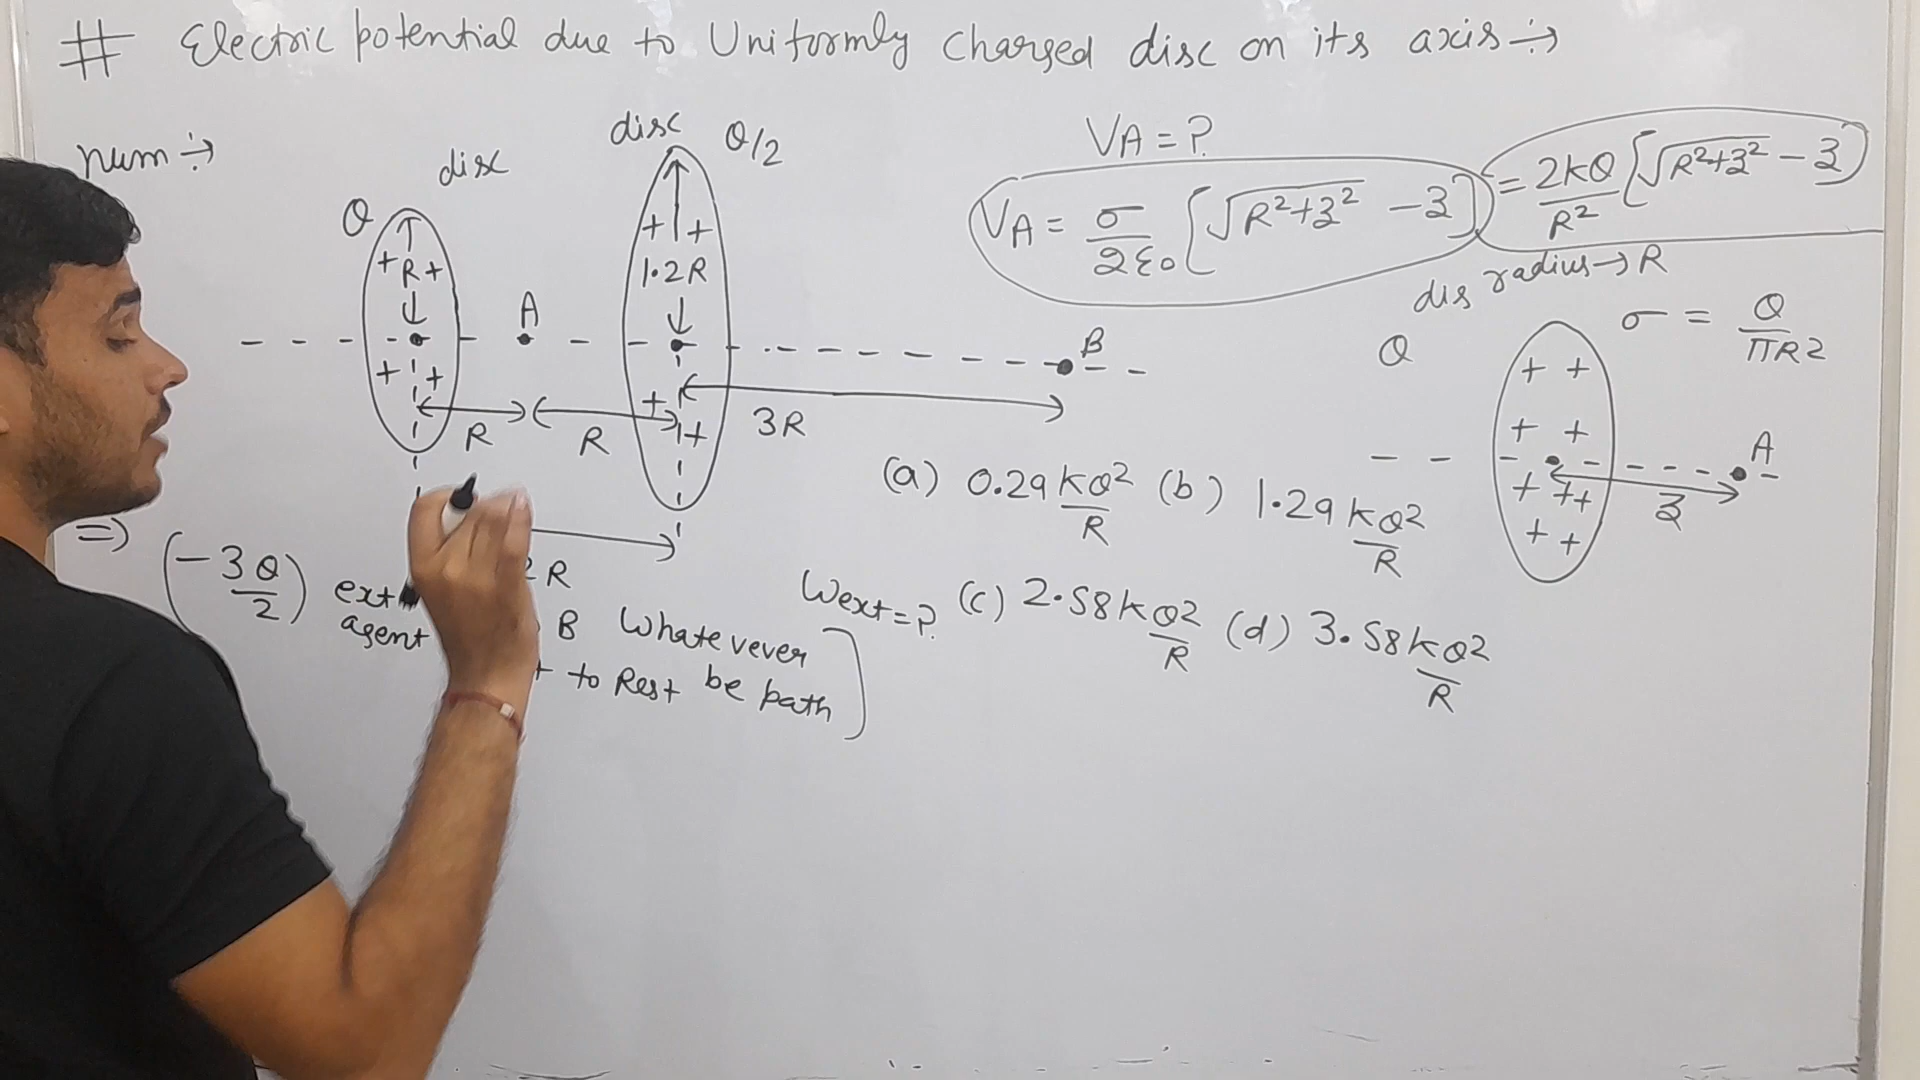 # Electric potential due to Uniformly Charged disc on its axis ÷>
num ÷>
disc
disc Q/2
Q
R
1.2R
A
B
R
R
3R
2R
VA = ?
VA = σ/2ε0 [√R²+z² - z] = 2kQ/R² [√R²+z² - z]
dis radius → R
σ = Q/πR2
Q
A
z
(a) 0.29 kQ²/R (b) 1.29 kQ²/R
Wext = ? (c) 2.58 kQ²/R (d) 3.58 kQ²/R
=> (-3Q/2) ext agent B Whatevever be path
to Rest